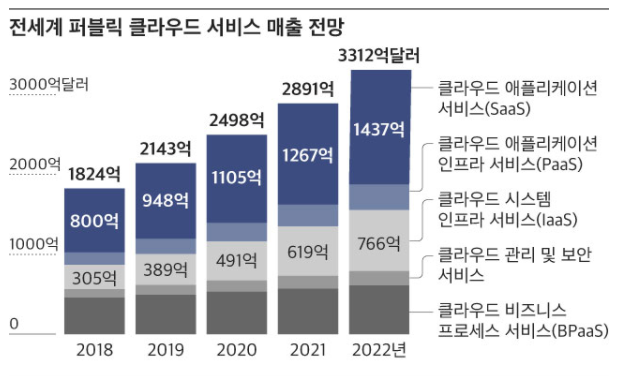 전세계 퍼블릭 클라우드 서비스 매출 전망
3000억달러
2000억
1000억
0
1824억
800억
305억
2018
2143억
948억
389억
2019
2498억
1105억
491억
2020
2891억
1267억
619억
2021
3312억달러
1437억
766억
2022년
클라우드 애플리케이션
서비스(SaaS)
클라우드 애플리케이션
인프라 서비스(PaaS)
클라우드 시스템
인프라 서비스(IaaS)
클라우드 관리 및 보안
서비스
클라우드 비즈니스
프로세스 서비스(BPaaS)